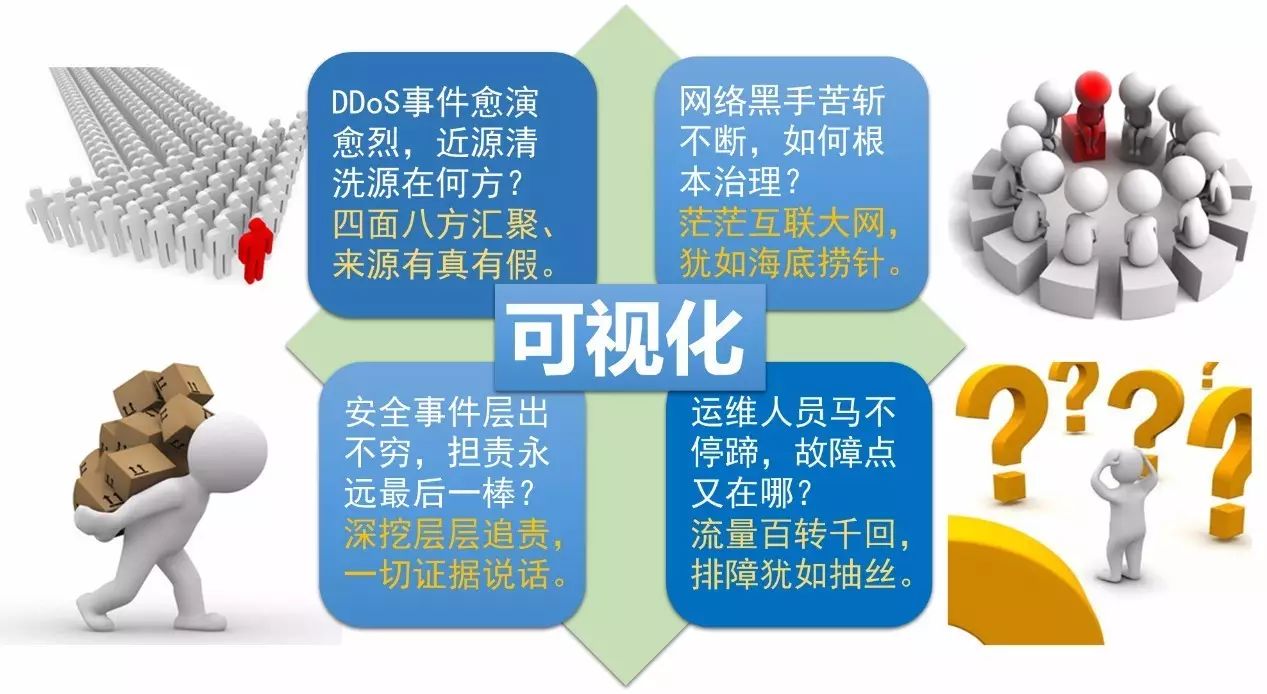 DDoS事件愈演
愈烈，近源清
洗源在何方？
四面八方汇聚、
来源有真有假。
网络黑手苦斩
不断，如何根
本治理？
茫茫互联大网，
犹如海底捞针。
可视化
安全事件层出
不穷，担责永
远最后一棒？
深挖层层追责，
一切证据说话。
运维人员马不
停蹄，故障点
又在哪？
流量百转千回，
排障犹如抽丝。